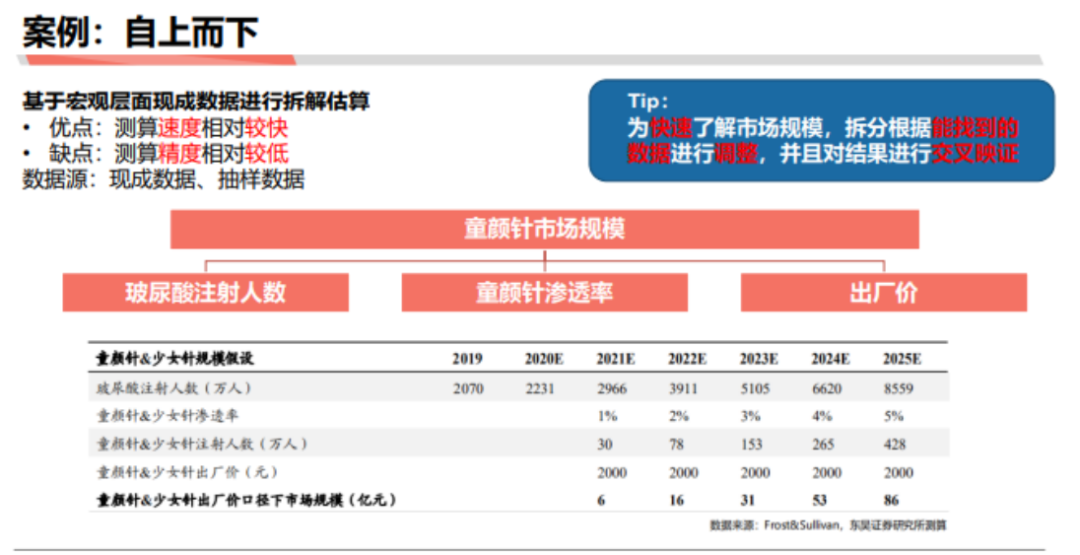 案例：自上而下
基于宏观层面现成数据进行拆解估算
• 优点：测算速度相对较快
• 缺点：测算精度相对较低
数据源：现成数据、抽样数据
Tip：
为快速了解市场规模，拆分根据能找到的
数据进行调整，并且对结果进行交叉映证
童颜针市场规模
玻尿酸注射人数 童颜针渗透率 出厂价
童颜针&少女针规模假设 2019 2020E 2021E 2022E 2023E 2024E 2025E
玻尿酸注射人数（万人） 2070 2231 2966 3911 5105 6620 8559
童颜针&少女针渗透率 1% 2% 3% 4% 5%
童颜针&少女针注射人数（万人） 30 78 153 265 428
童颜针&少女针出厂价（元） 2000 2000 2000 2000 2000
童颜针&少女针出厂价口径下市场规模（亿元） 6 16 31 53 86
数据来源：Frost&Sullivan，东吴证券研究所测算